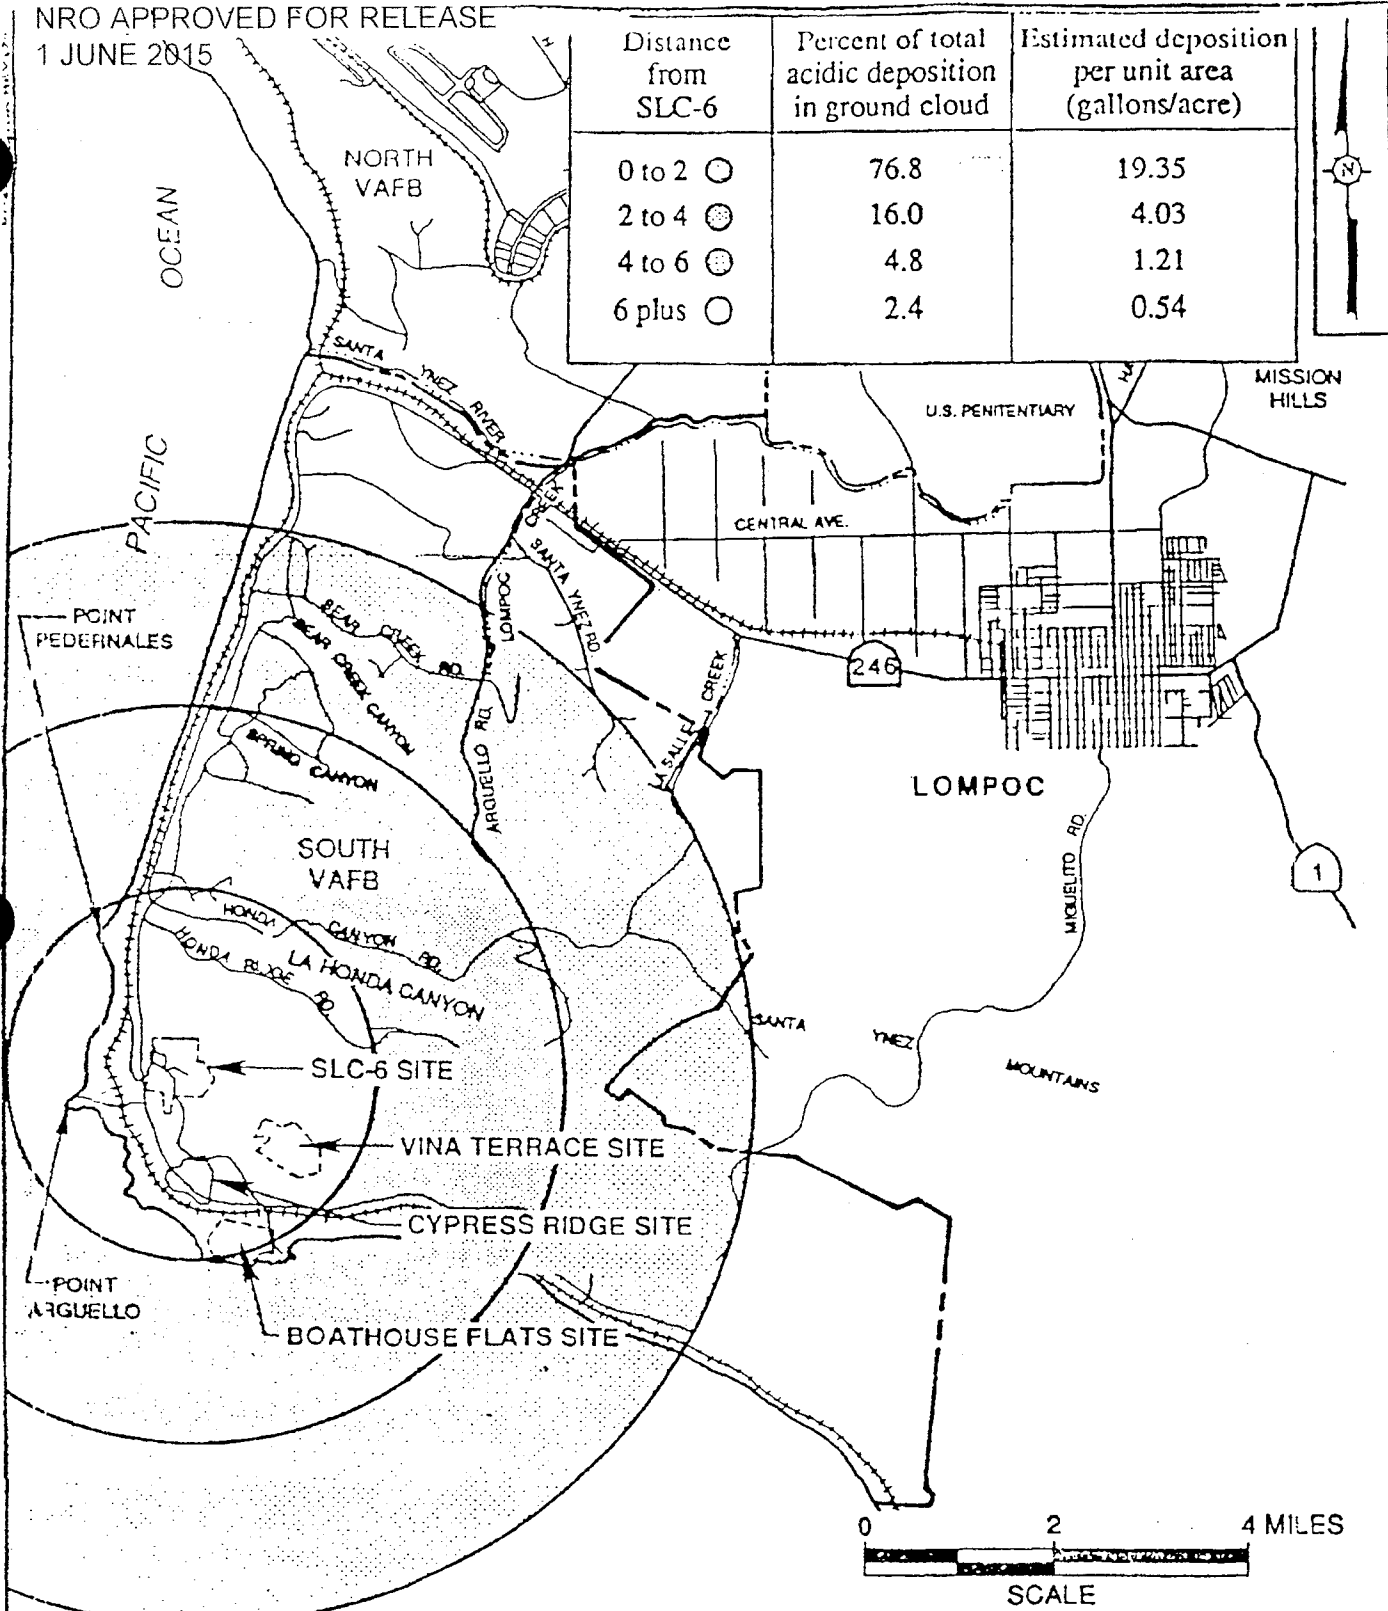 NRO APPROVED FOR RELEASE
1 JUNE 2015
Distance from SLC-6
Percent of total acidic deposition in ground cloud
Estimated deposition per unit area (gallons/acre)
0 to 2 76.8 19.35
2 to 4 16.0 4.03
4 to 6 4.8 1.21
6 plus 2.4 0.54
N
NORTH
VAFB
OCEAN
PACIFIC
SANTA YNEZ RIVER
U.S. PENITENTIARY
MISSION
HILLS
CENTRAL AVE.
SANTA YNEZ RD.
LOMPOC
CREEK
POINT
PEDERNALES
BEAR CREEK RD.
BEAR CREEK CANYON
ARGUELLO RD.
LA SALLE CREEK
246
SPRING CANYON
LOMPOC
MIGUELITO RD.
1
SOUTH
VAFB
HONDA CANYON RD.
HONDA RIDGE RD.
LA HONDA CANYON
SANTA YNEZ MOUNTAINS
SLC-6 SITE
VINA TERRACE SITE
CYPRESS RIDGE SITE
POINT
ARGUELLO
BOATHOUSE FLATS SITE
0 2 4 MILES
SCALE